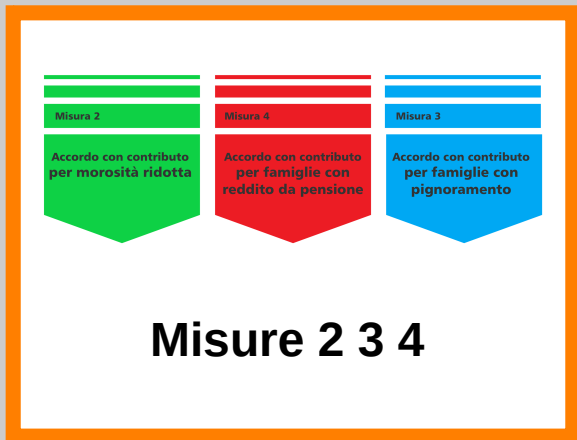 Misura 2
Accordo con contributo
per morosità ridotta
Misura 4
Accordo con contributo
per famiglie con
reddito da pensione
Misura 3
Accordo con contributo
per famiglie con
pignoramento
Misure 2 3 4